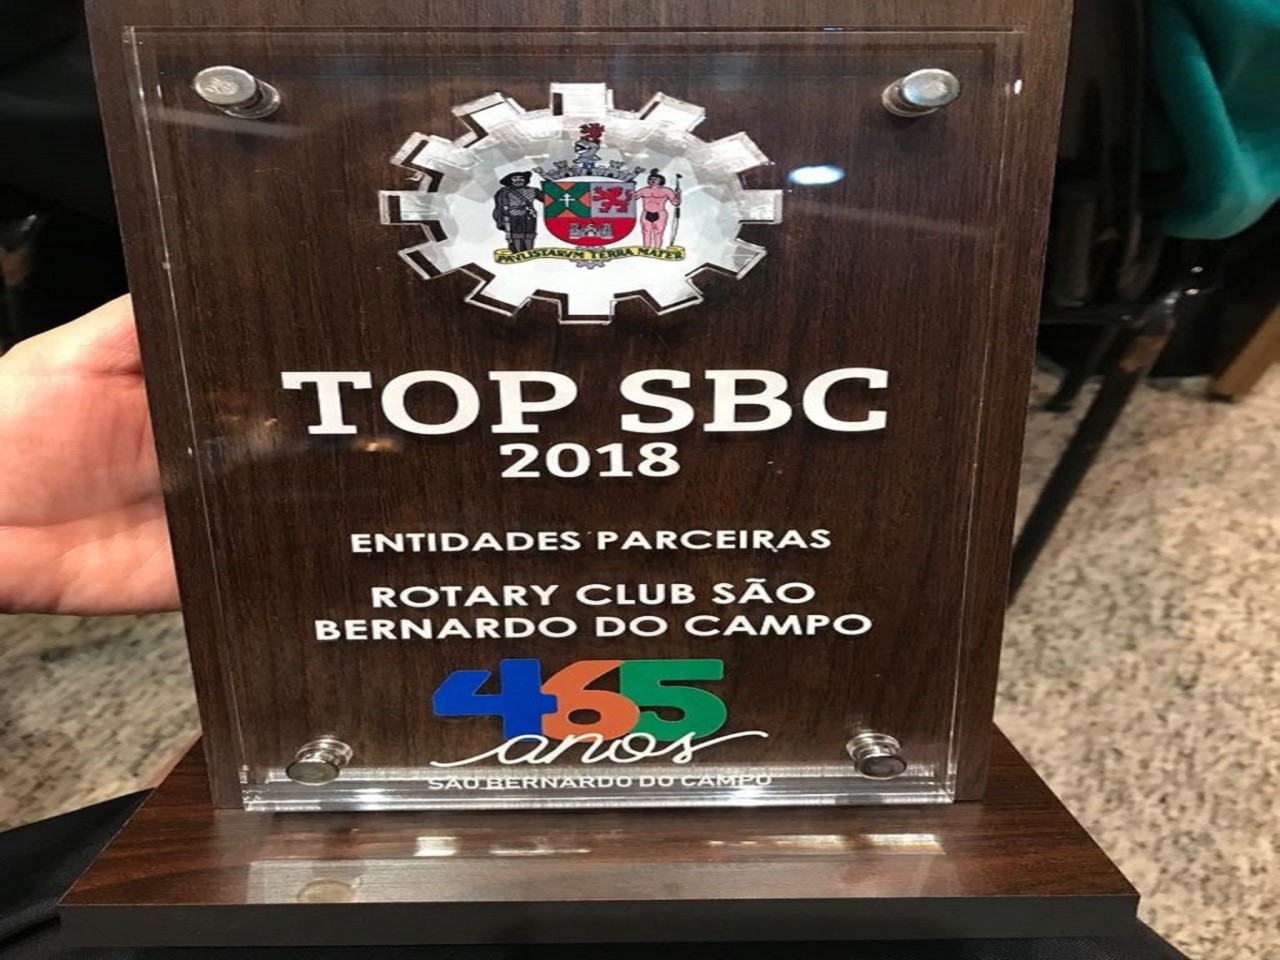 PAVLISTARVM TERRA MATER
TOP SBC
2018
ENTIDADES PARCEIRAS
ROTARY CLUB SÃO
BERNARDO DO CAMPO
465
anos
SÃO BERNARDO DO CAMPO